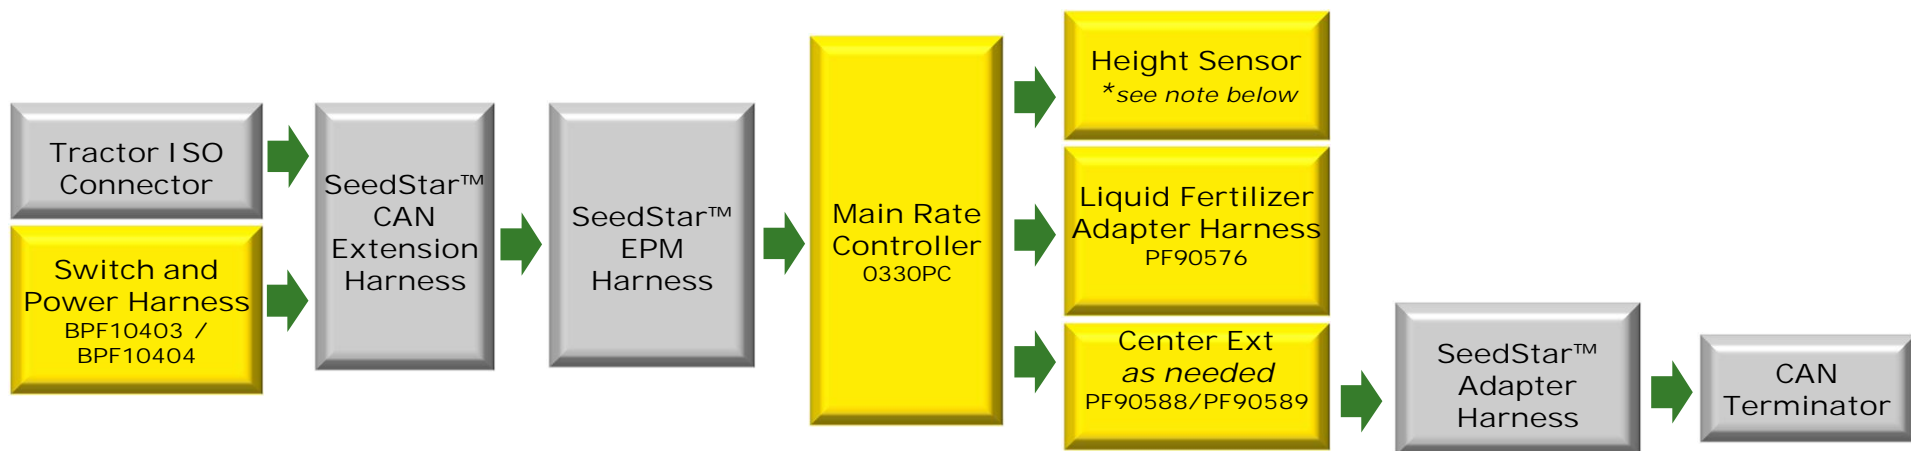 Tractor ISO
Connector
Switch and
Power Harness
BPF10403 /
BPF10404
SeedStar™
CAN
Extension
Harness
SeedStar™
EPM
Harness
Main Rate
Controller
0330PC
Height Sensor
*see note below
Liquid Fertilizer
Adapter Harness
PF90576
Center Ext
as needed
PF90588/PF90589
SeedStar™
Adapter
Harness
CAN
Terminator